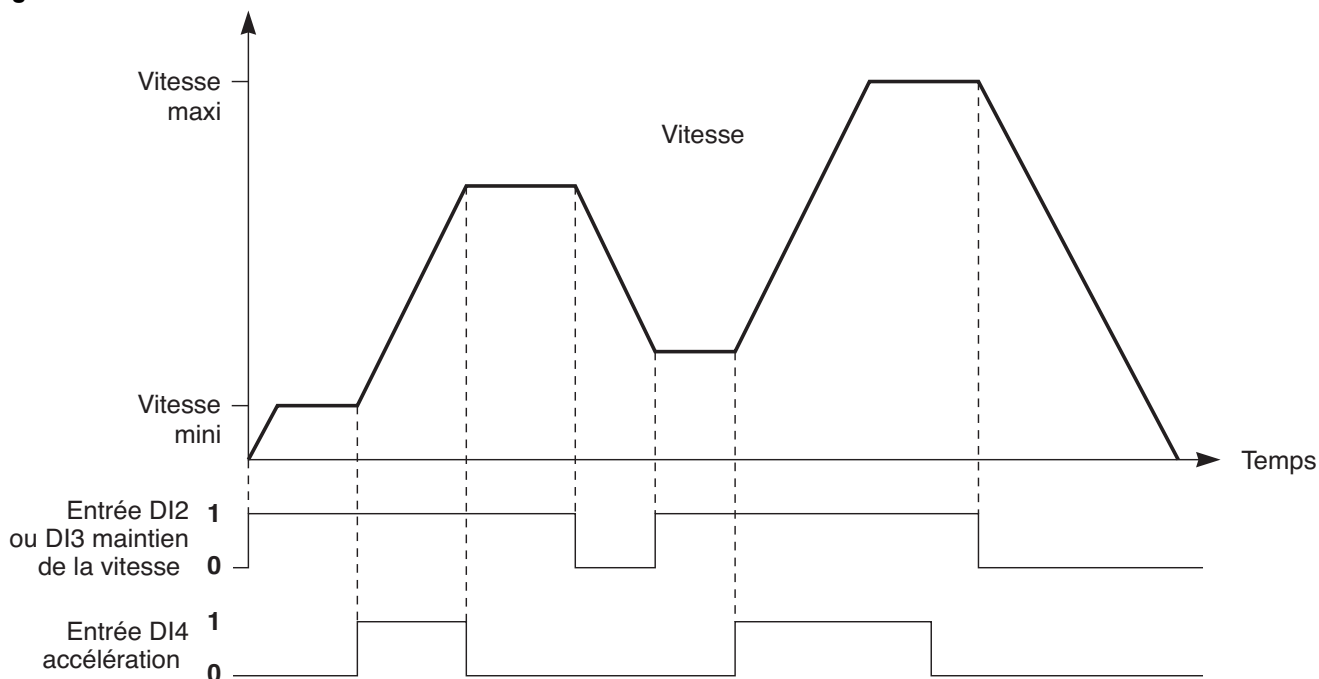 Vitesse
maxi
Vitesse
Vitesse
mini
Temps
Entrée DI2
ou DI3 maintien
de la vitesse
1
0
Entrée DI4
accélération
1
0